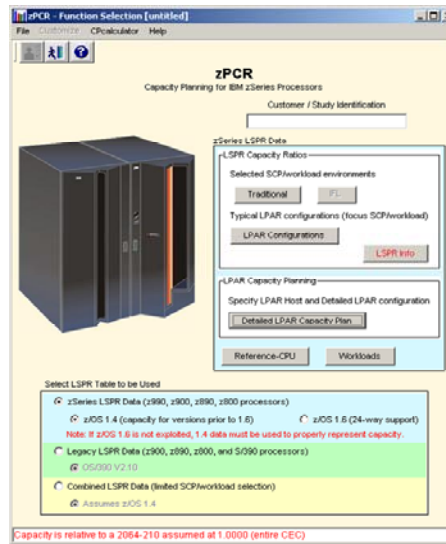 zPCR - Function Selection [untitled]
File Customize CPcalculator Help
zPCR
Capacity Planning for IBM zSeries Processors
Customer / Study Identification
zSeries LSPR Data
LSPR Capacity Ratios
Selected SCP/workload environments
Traditional IFL
Typical LPAR configurations (focus SCP/workload)
LPAR Configurations
LSPR Info
LPAR Capacity Planning
Specify LPAR Host and Detailed LPAR configuration
Detailed LPAR Capacity Plan
Reference-CPU Workloads
Select LSPR Table to be Used
zSeries LSPR Data (z990, z900, z890, z800 processors)
z/OS 1.4 (capacity for versions prior to 1.6) z/OS 1.6 (24-way support)
Note: If z/OS 1.6 is not exploited, 1.4 data must be used to properly represent capacity.
Legacy LSPR Data (z900, z890, z800, and S/390 processors)
OS/390 V2.10
Combined LSPR Data (limited SCP/workload selection)
Assumes z/OS 1.4
Capacity is relative to a 2064-210 assumed at 1.0000 (entire CEC)